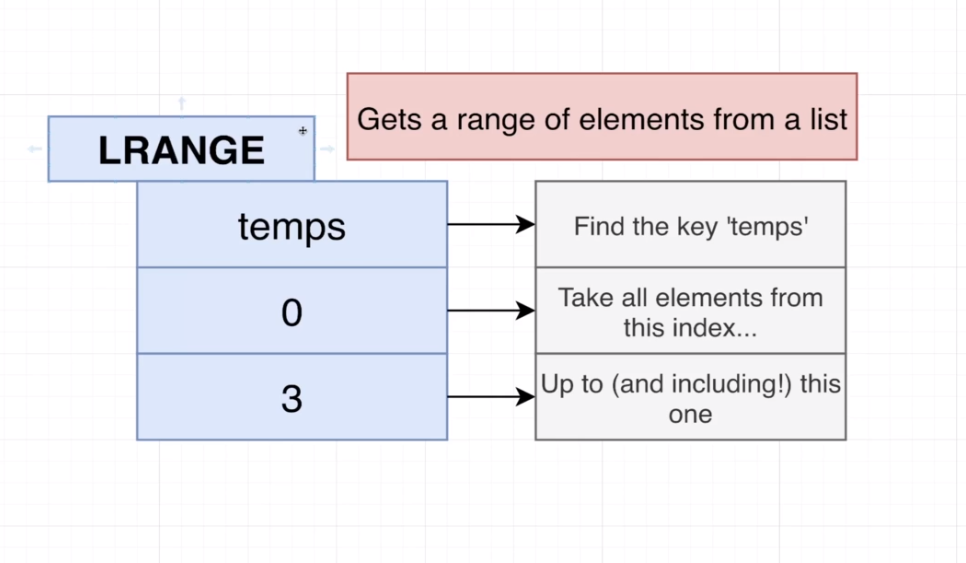 Gets a range of elements from a list
LRANGE
temps
Find the key 'temps'
0
Take all elements from
this index...
3
Up to (and including!) this
one